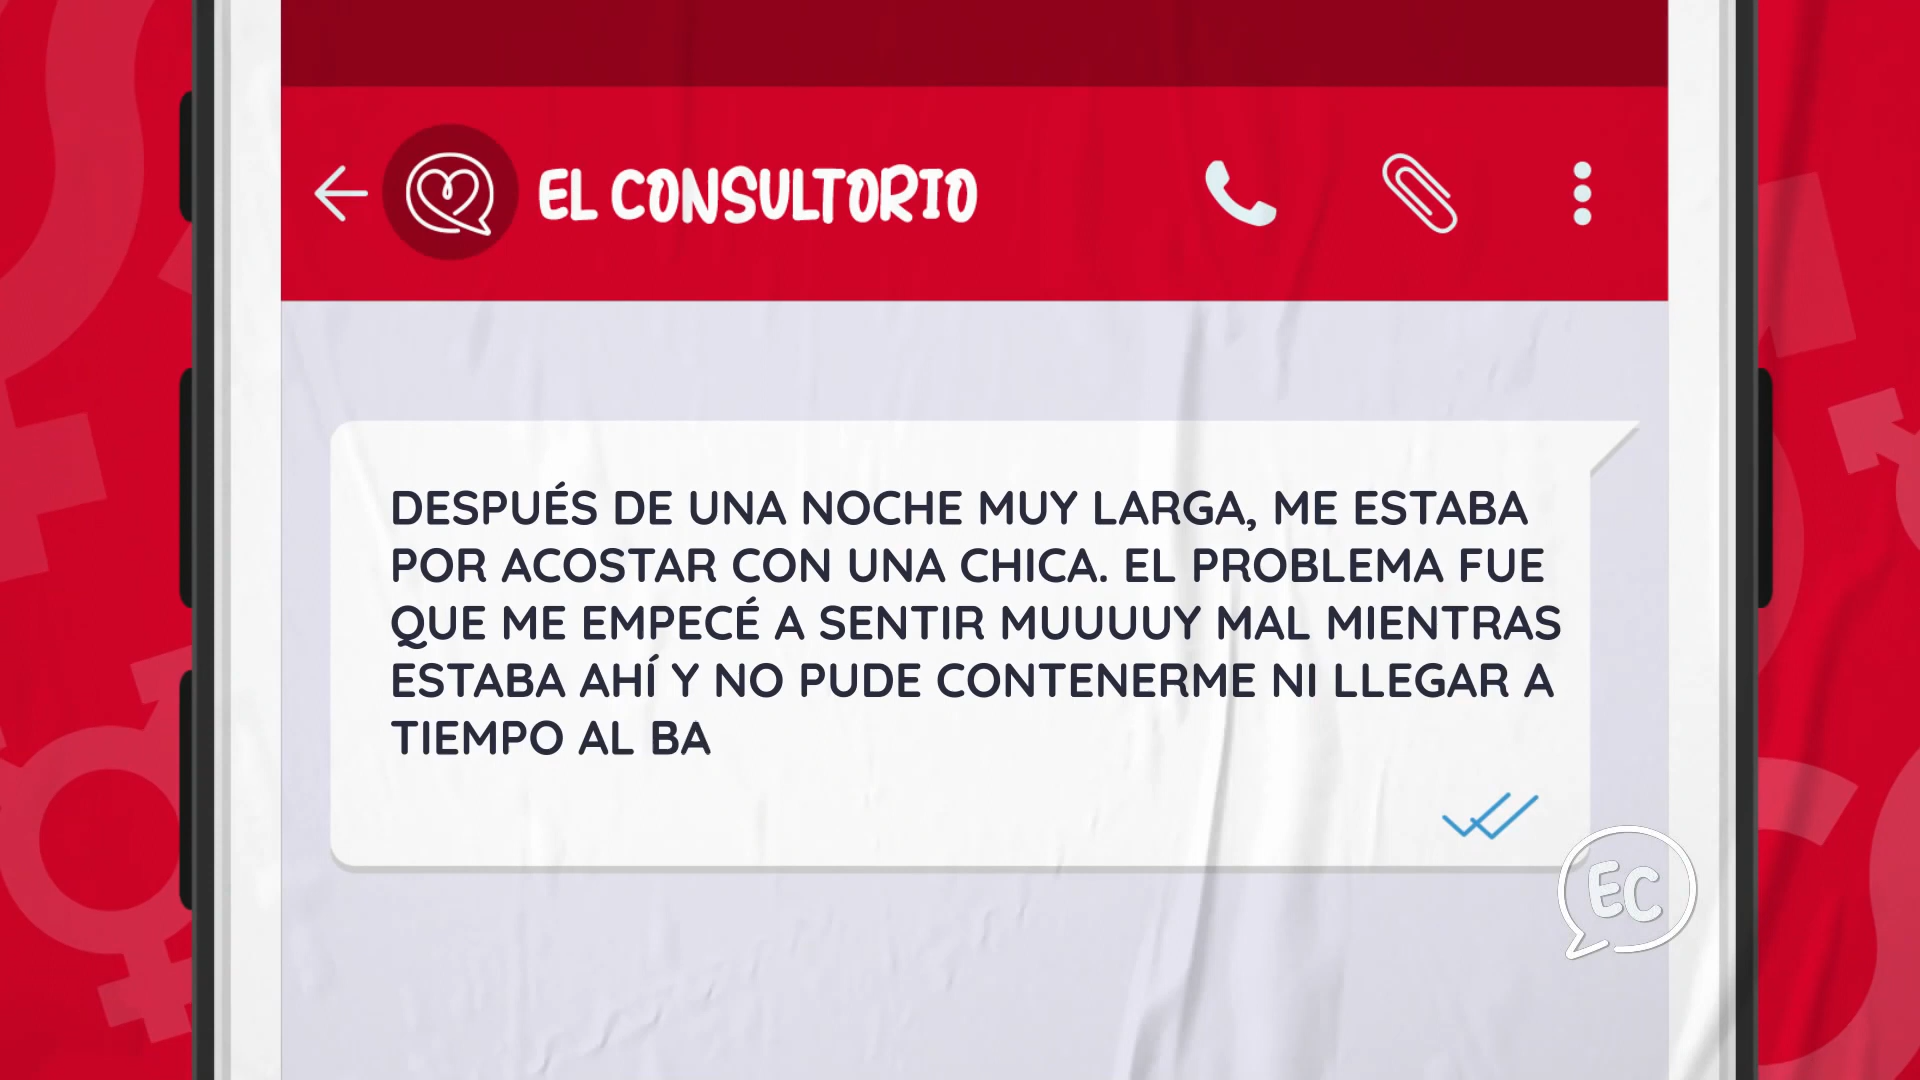 EL CONSULTORIO
DESPUÉS DE UNA NOCHE MUY LARGA, ME ESTABA
POR ACOSTAR CON UNA CHICA. EL PROBLEMA FUE
QUE ME EMPECÉ A SENTIR MUUUUY MAL MIENTRAS
ESTABA AHÍ Y NO PUDE CONTENERME NI LLEGAR A
TIEMPO AL BA
EC